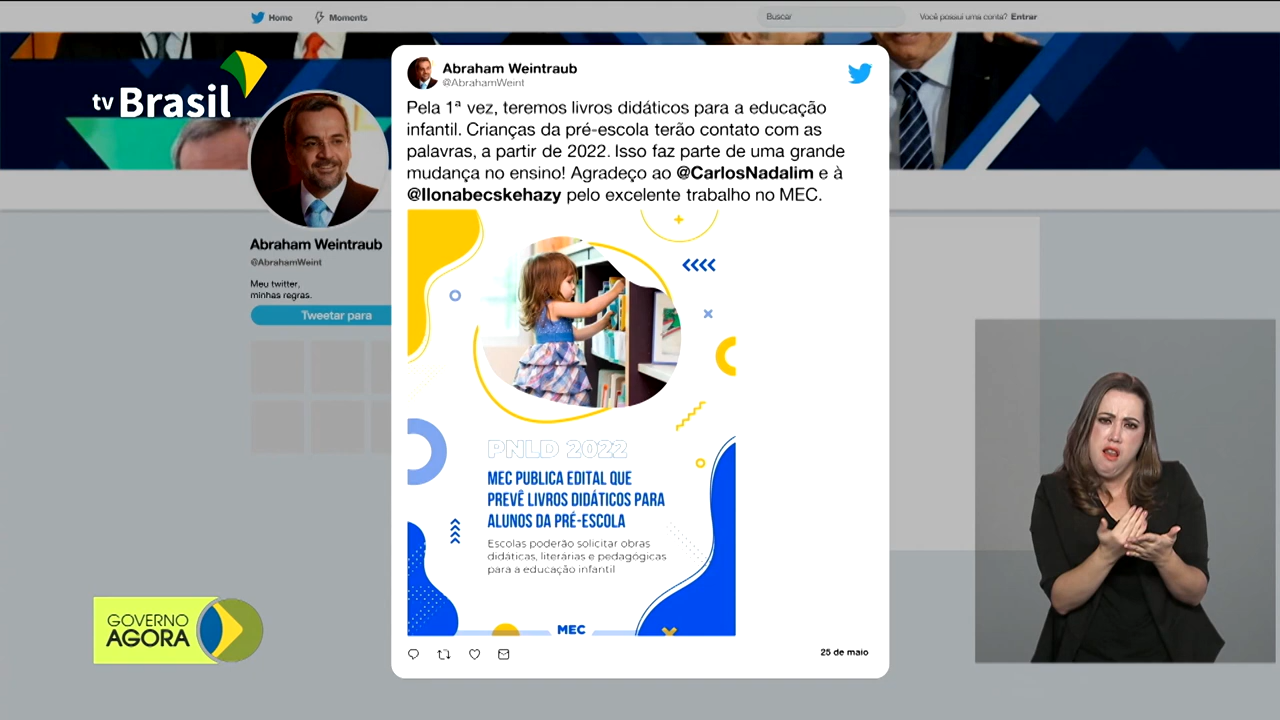 Home
Moments
Buscar
Você possui uma conta? Entrar
tv Brasil
Abraham Weintraub
@AbrahamWeint
Meu twitter,
minhas regras.
Tweetar para
Abraham Weintraub
@AbrahamWeint
Pela 1ª vez, teremos livros didáticos para a educação
infantil. Crianças da pré-escola terão contato com as
palavras, a partir de 2022. Isso faz parte de uma grande
mudança no ensino! Agradeço ao @CarlosNadalim e à
@Ilonabecskehazy pelo excelente trabalho no MEC.
PNLD 2022
MEC PUBLICA EDITAL QUE
PREVÊ LIVROS DIDÁTICOS PARA
ALUNOS DA PRÉ-ESCOLA
Escolas poderão solicitar obras
didáticas, literárias e pedagógicas
para a educação infantil
MEC
25 de maio
GOVERNO
AGORA